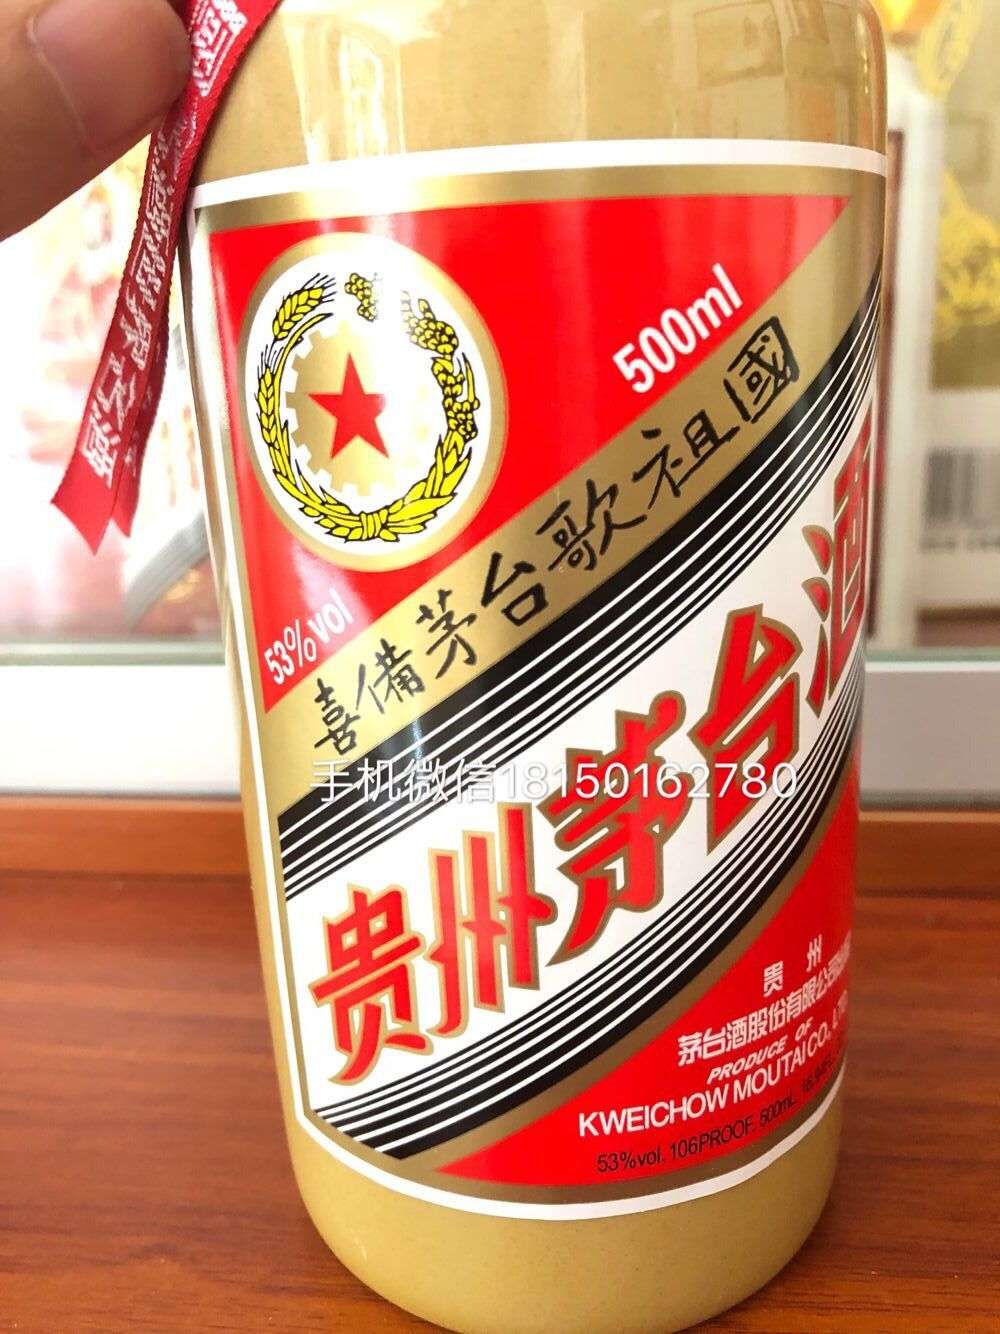 500ml
53%vol
喜備茅台歌祖國
手机微信18150162780
贵州茅台酒
贵州
茅台酒股份有限公司
PRODUCE OF
KWEICHOW MOUTAI CO., LTD
53%vol. 106PROOF. 500mL.